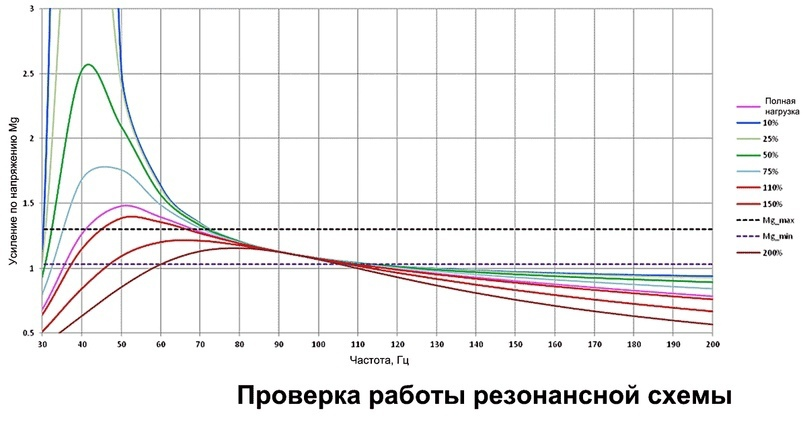 Усиление по напряжению Mg
3
2.5
2
1.5
1
0.5
30 40 50 60 70 80 90 100 110 120 130 140 150 160 170 180 190 200
Частота, Гц
Полная
нагрузка
10%
25%
50%
75%
110%
150%
Mg_max
Mg_min
200%
Проверка работы резонансной схемы